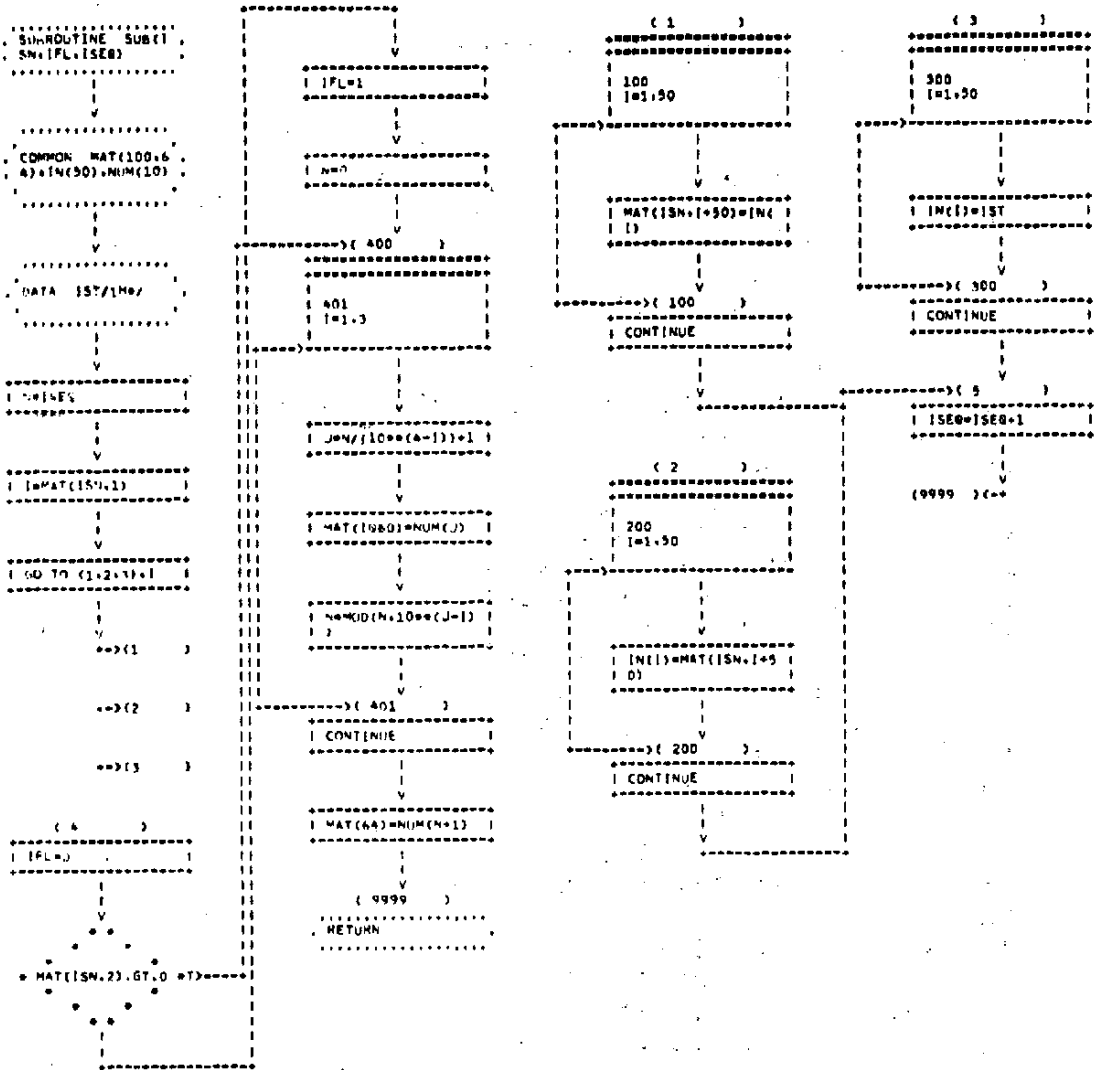 SUBROUTINE SUB(I
SN,IFL,ISEQ)
COMMON MAT(100,6
4),IN(50),NUM(10)
DATA IST/1H*/
I=MAT(ISN,1)
GO TO (1,2,3),I
(1 )
(2 )
(3 )
( 4 )
IFL=0
MAT(ISN,2).GT.0 *T)
IFL=1
N=0
( 400 )
401
I=1,3
J=N/(10**(4-I))+1
MAT(I060)=NUM(J)
N=MOD(N,10**(J-I)
)
( 401 )
CONTINUE
MAT(64)=NUM(N+1)
( 9999 )
RETURN
( 1 )
100
I=1,50
MAT(ISN,I+50)=IN(
I)
( 100 )
CONTINUE
( 2 )
200
I=1,50
IN(I)=MAT(ISN,I+5
0)
( 200 )
CONTINUE
( 3 )
300
I=1,50
IN(I)=IST
( 300 )
CONTINUE
( 5 )
ISEQ=ISEQ+1
(9999 )